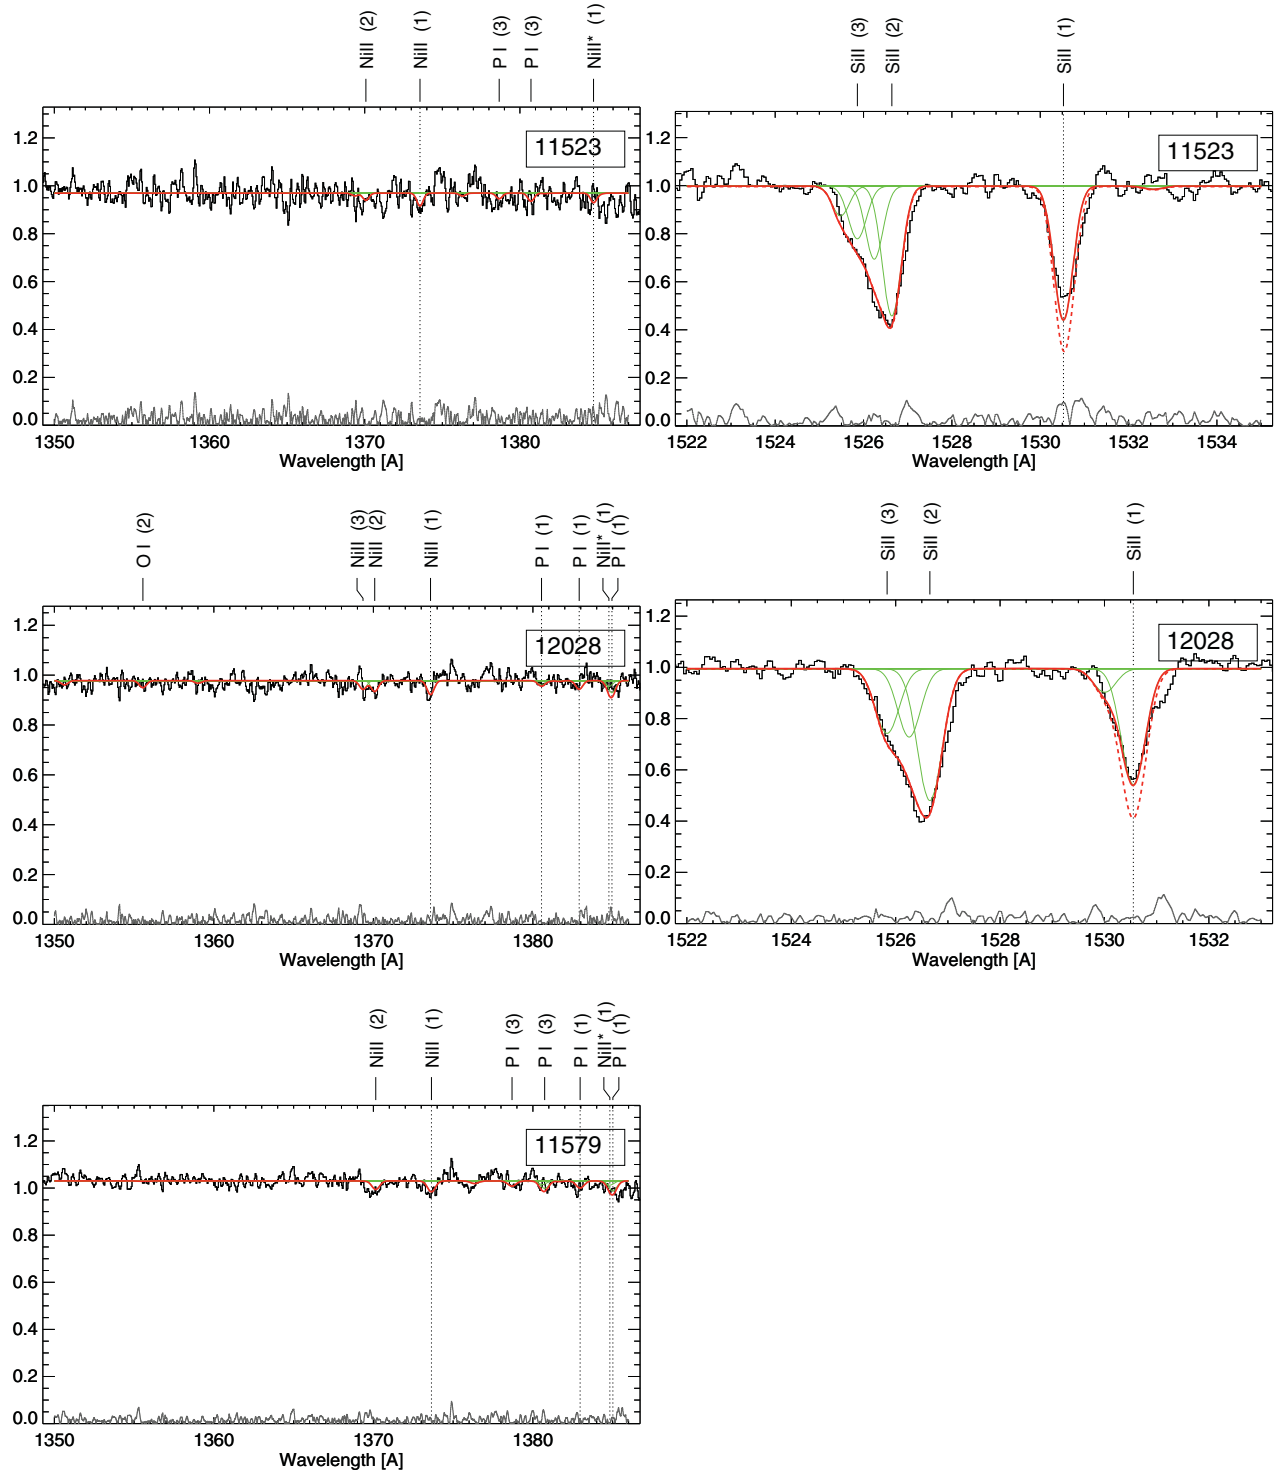 NiII (2) NiII (1) P I (3) P I (3) NiII* (1)
11523
1.2
1.0
0.8
0.6
0.4
0.2
0.0
1350 1360 1370 1380
Wavelength [A]
SiII (3) SiII (2) SiII (1)
11523
1.2
1.0
0.8
0.6
0.4
0.2
0.0
1522 1524 1526 1528 1530 1532 1534
Wavelength [A]
O I (2) NiII (3) NiII (2) NiII (1) P I (1) P I (1) NiII* (1) P I (1)
12028
1.2
1.0
0.8
0.6
0.4
0.2
0.0
1350 1360 1370 1380
Wavelength [A]
SiII (3) SiII (2) SiII (1)
12028
1.2
1.0
0.8
0.6
0.4
0.2
0.0
1522 1524 1526 1528 1530 1532
Wavelength [A]
NiII (2) NiII (1) P I (3) P I (3) P I (1) NiII* (1) P I (1)
11579
1.2
1.0
0.8
0.6
0.4
0.2
0.0
1350 1360 1370 1380
Wavelength [A]